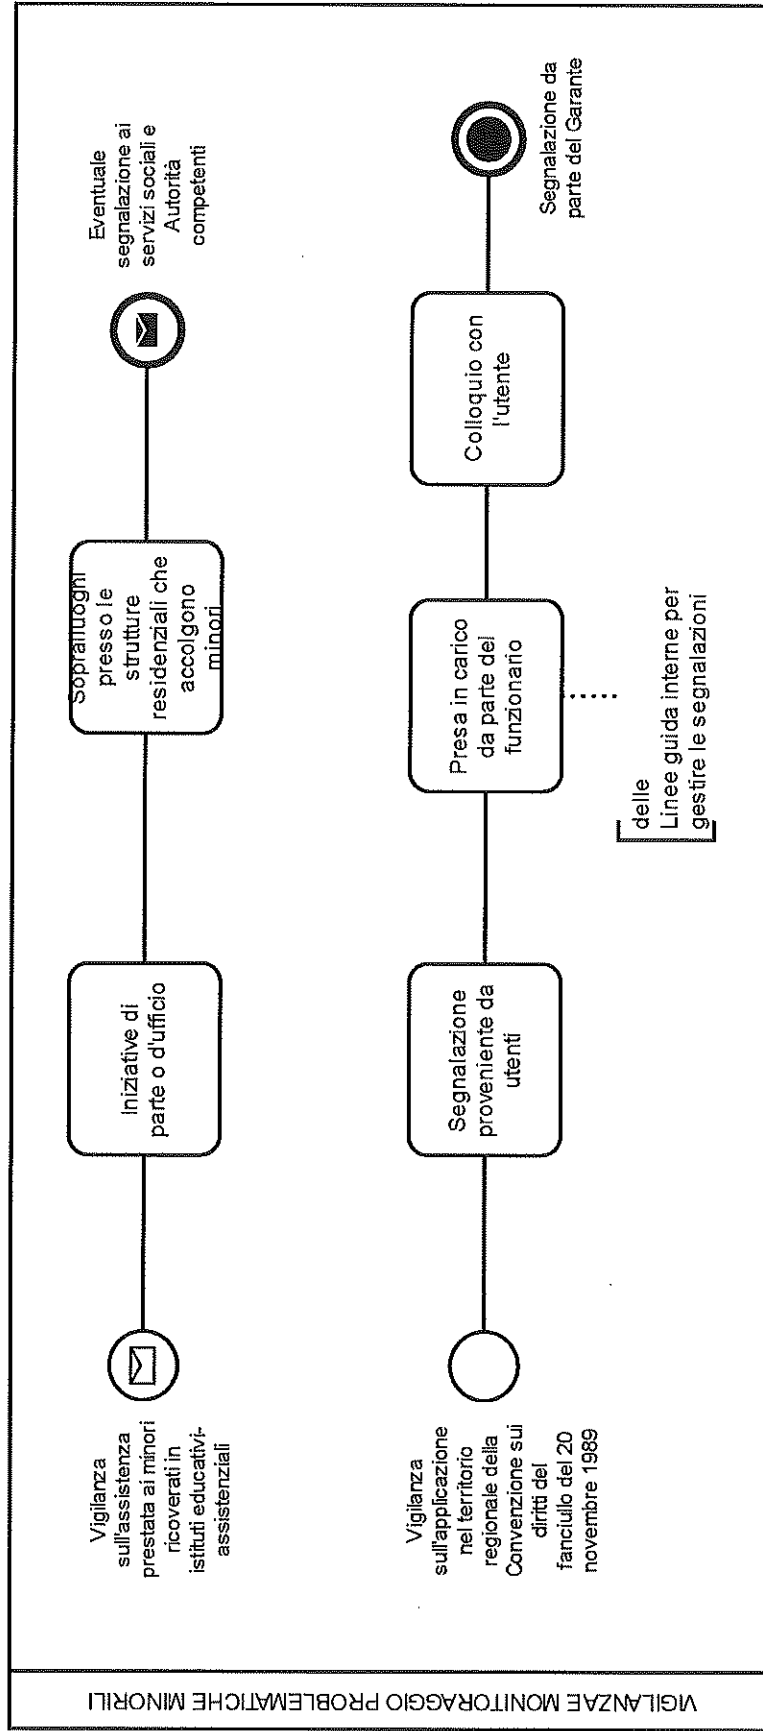 VIGILANZAE MONITORAGGIO PROBLEMATICHE MINORILI
Vigilanza
sull'assistenza
prestata ai minori
ricoverati in
istituti educativi-
assistenziali
Iniziative di
parte o d'ufficio
Sopralluoghi
presso le
strutture
residenziali che
accolgono
minori
Eventuale
segnalazione ai
servizi sociali e
Autorità
competenti
Vigilanza
sull'applicazione
nel territorio
regionale della
Convenzione sui
diritti del
fanciullo del 20
novembre 1989
Segnalazione
proveniente da
utenti
Presa in carico
da parte del
funzionario
delle
Linee guida interne per
gestire le segnalazioni
Colloquio con
l'utente
Segnalazione da
parte del Garante